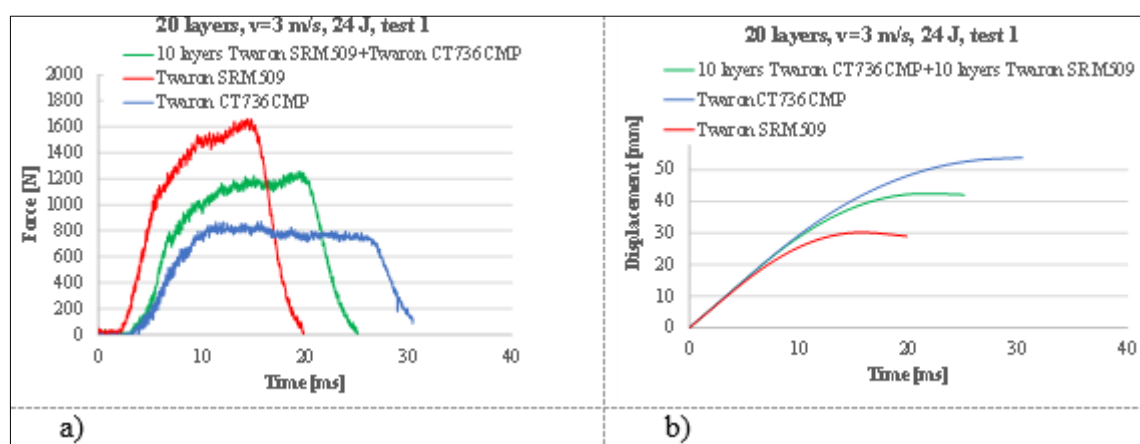 20 layers, v=3 m/s, 24 J, test 1
10 layers Twaron SRM509+Twaron CT736CMP
Twaron SRM509
Twaron CT736CMP
Force [N]
2000
1800
1600
1400
1200
1000
800
600
400
200
0
0 10 20 30 40
Time [ms]
a)
20 layers, v=3 m/s, 24 J, test 1
10 layers Twaron CT736CMP+10 layers Twaron SRM509
TwaronCT736CMP
Twaron SRM509
Displacement [mm]
50
40
30
20
10
0
0 10 20 30 40
Time [ms]
b)